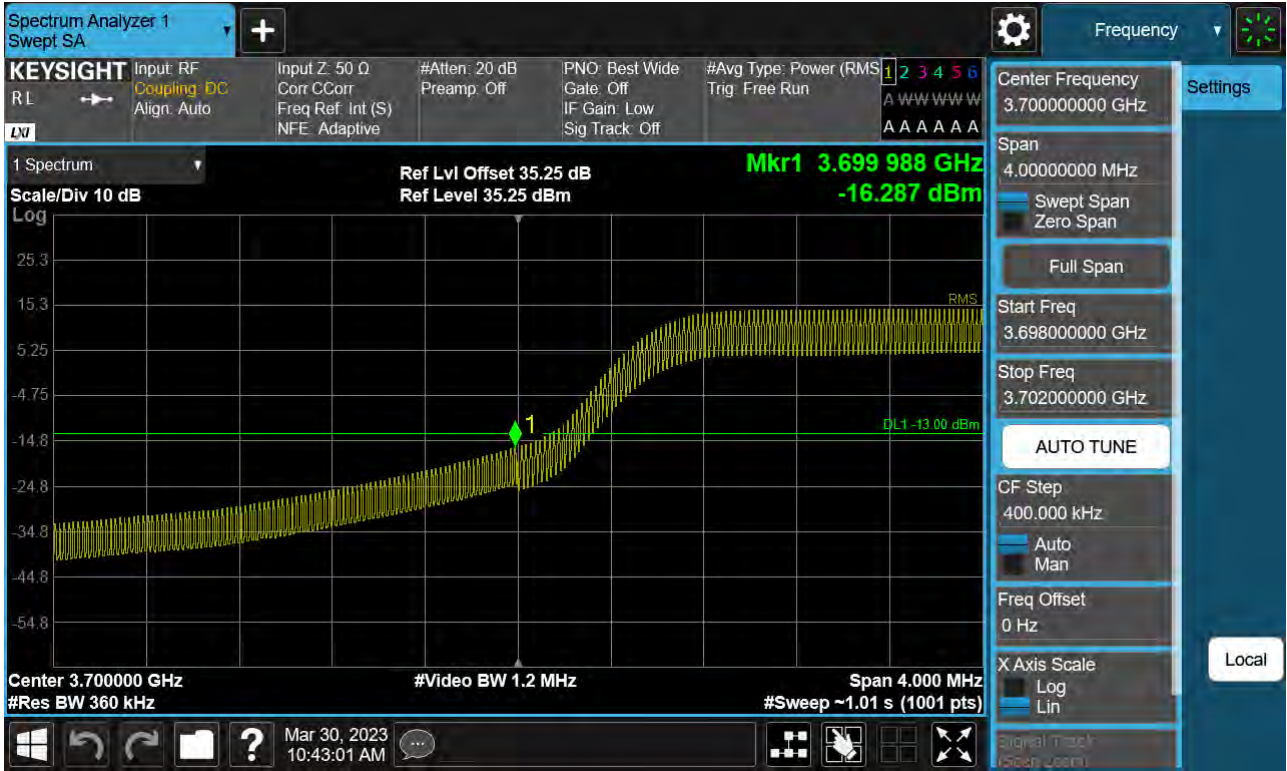 Spectrum Analyzer 1
Swept SA
Frequency
KEYSIGHT
RL
LXI
Input: RF
Coupling: DC
Align: Auto
Input Z: 50 Ω
Corr CCorr
Freq Ref: Int (S)
NFE: Adaptive
#Atten: 20 dB
Preamp: Off
PNO: Best Wide
Gate: Off
IF Gain: Low
Sig Track: Off
#Avg Type: Power (RMS
Trig: Free Run
1 2 3 4 5 6
A W W W W W
A A A A A A
1 Spectrum
Scale/Div 10 dB
Log
Ref Lvl Offset 35.25 dB
Ref Level 35.25 dBm
Mkr1 3.699 988 GHz
-16.287 dBm
25.3
15.3
5.25
-4.75
-14.8
-24.8
-34.8
-44.8
-54.8
RMS
1
DL1 -13.00 dBm
Center 3.700000 GHz
#Res BW 360 kHz
#Video BW 1.2 MHz
Span 4.000 MHz
#Sweep ~1.01 s (1001 pts)
Center Frequency
3.700000000 GHz
Settings
Span
4.00000000 MHz
Swept Span
Zero Span
Full Span
Start Freq
3.698000000 GHz
Stop Freq
3.702000000 GHz
AUTO TUNE
CF Step
400.000 kHz
Auto
Man
Freq Offset
0 Hz
X Axis Scale
Log
Lin
Signal Track
(Span Zoom)
Local
?
Mar 30, 2023
10:43:01 AM